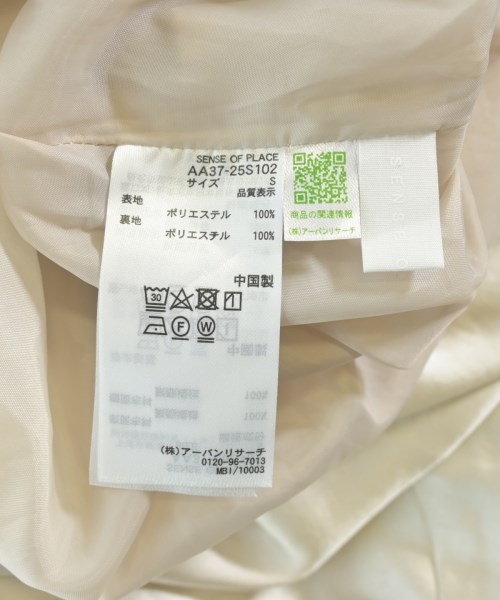 SENSE OF PLACE
AA37-25S102
サイズ S
品質表示
表地
ポリエステル 100%
裏地
ポリエステル 100%
中国製
30
F W
(株)アーバンリサーチ
0120-96-7013
MBI/10003
商品の関連情報
(株)アーバンリサーチ
SENSE O